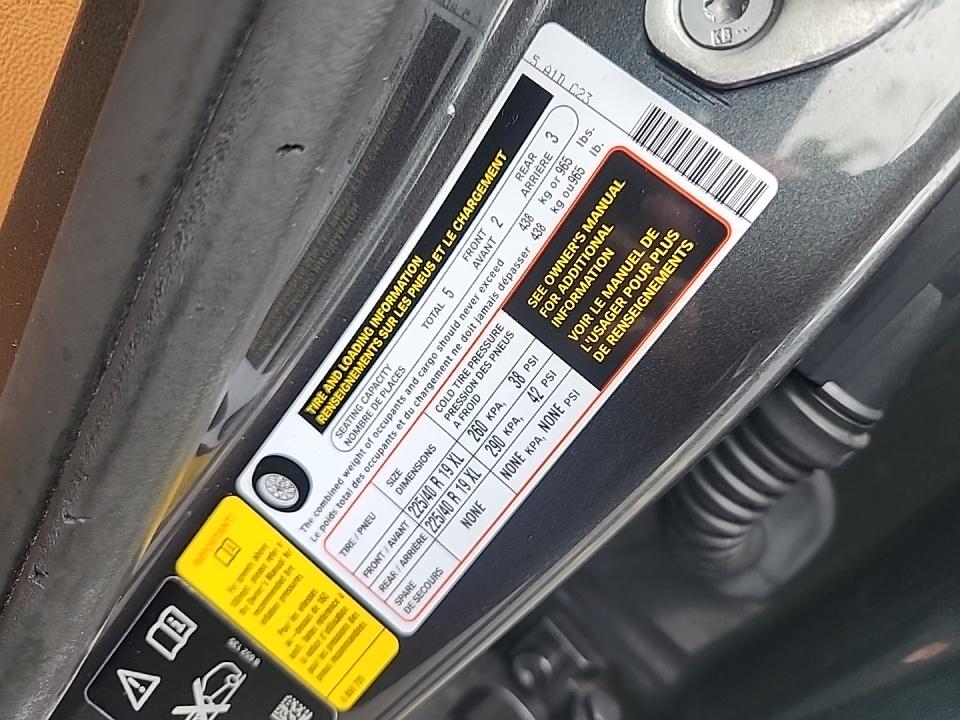 5 A1D C23
TIRE AND LOADING INFORMATION
RENSEIGNEMENTS SUR LES PNEUS ET LE CHARGEMENT
SEATING CAPACITY TOTAL 5 FRONT 2 REAR 3
NOMBRE DE PLACES AVANT ARRIÈRE
The combined weight of occupants and cargo should never exceed 438 kg or 965 lbs.
Le poids total des occupants et du chargement ne doit jamais dépasser 438 kg ou 965 lb.
TIRE / PNEU SIZE DIMENSIONS COLD TIRE PRESSURE PRESSION DES PNEUS A FROID
FRONT / AVANT 225/40 R 19 XL 260 KPA, 38 PSI
REAR / ARRIÈRE 225/40 R 19 XL 290 KPA, 42 PSI
SPARE DE SECOURS NONE NONE KPA, NONE PSI
SEE OWNER'S MANUAL
FOR ADDITIONAL
INFORMATION
VOIR LE MANUEL DE
L'USAGER POUR PLUS
DE RENSEIGNEMENTS